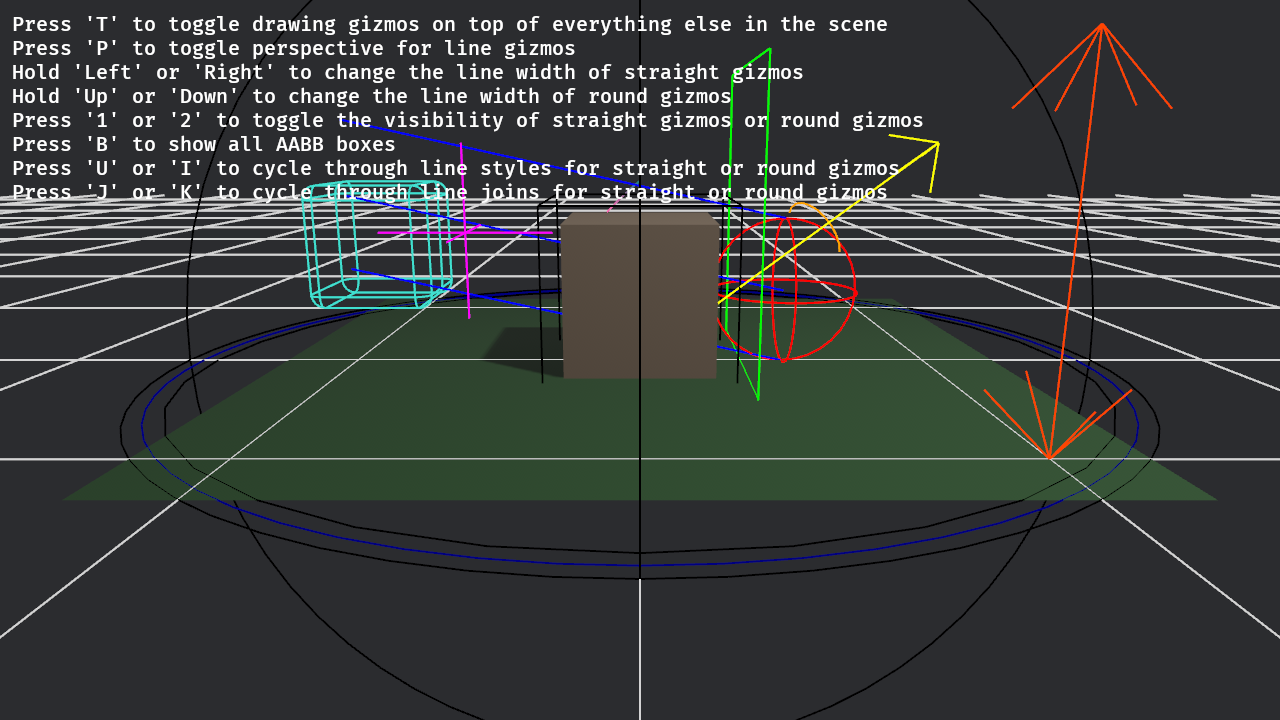 Press 'T' to toggle drawing gizmos on top of everything else in the scene
Press 'P' to toggle perspective for line gizmos
Hold 'Left' or 'Right' to change the line width of straight gizmos
Hold 'Up' or 'Down' to change the line width of round gizmos
Press '1' or '2' to toggle the visibility of straight gizmos or round gizmos
Press 'B' to show all AABB boxes
Press 'U' or 'I' to cycle through line styles for straight or round gizmos
Press 'J' or 'K' to cycle through line joins for straight or round gizmos